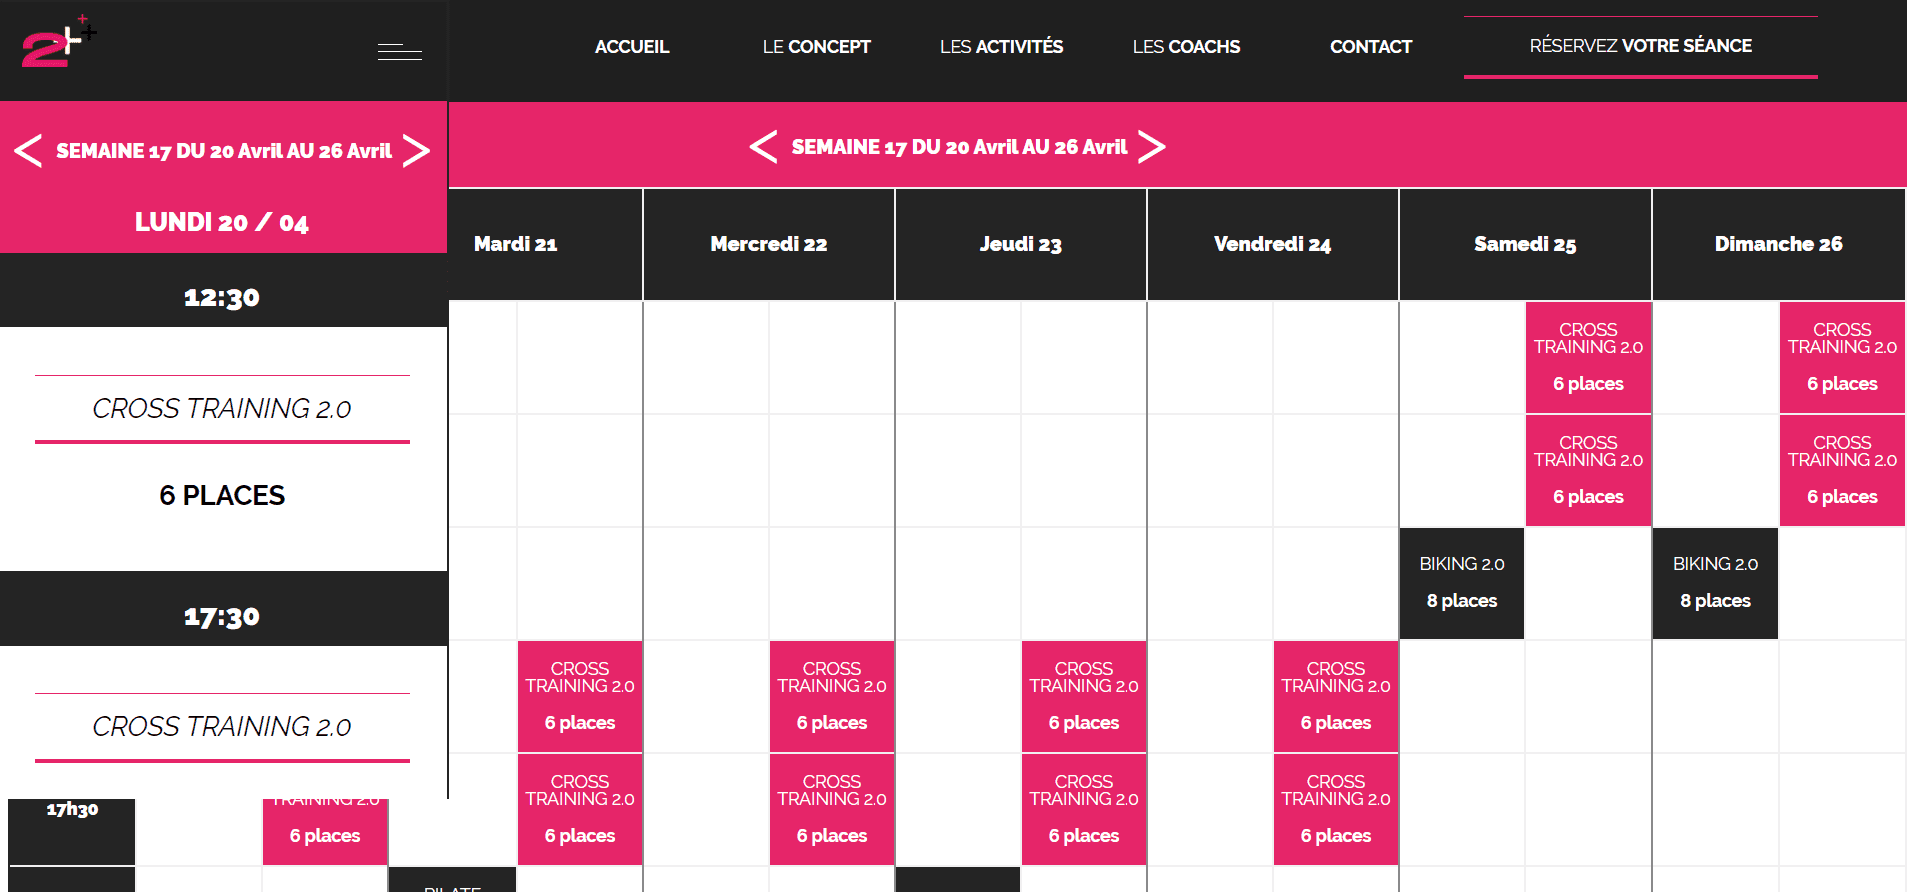 2+
ACCUEIL
LE CONCEPT
LES ACTIVITÉS
LES COACHS
CONTACT
RÉSERVEZ VOTRE SÉANCE
< SEMAINE 17 DU 20 Avril AU 26 Avril >
LUNDI 20 / 04
12:30
CROSS TRAINING 2.0
6 PLACES
17:30
CROSS TRAINING 2.0
< SEMAINE 17 DU 20 Avril AU 26 Avril >
Mardi 21
Mercredi 22
Jeudi 23
Vendredi 24
Samedi 25
Dimanche 26
CROSS
TRAINING 2.0
6 places
CROSS
TRAINING 2.0
6 places
CROSS
TRAINING 2.0
6 places
CROSS
TRAINING 2.0
6 places
BIKING 2.0
8 places
BIKING 2.0
8 places
CROSS
TRAINING 2.0
6 places
CROSS
TRAINING 2.0
6 places
CROSS
TRAINING 2.0
6 places
CROSS
TRAINING 2.0
6 places
17h30
TRAINING 2.0
6 places
CROSS
TRAINING 2.0
6 places
CROSS
TRAINING 2.0
6 places
CROSS
TRAINING 2.0
6 places
CROSS
TRAINING 2.0
6 places
PILATE